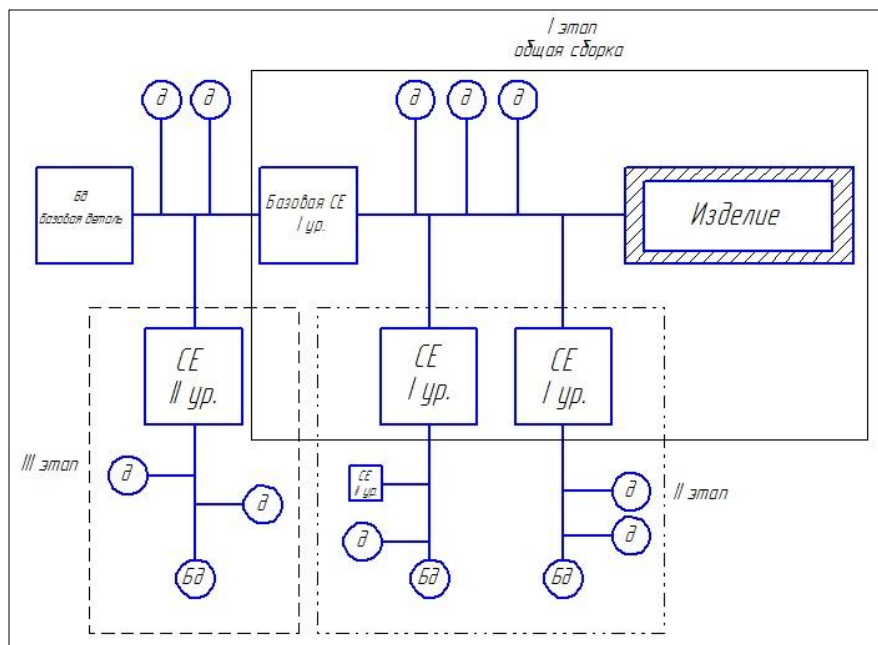 I этап
общая сборка
д
д
д
д
д
Бд
Базовая деталь
Базовая СЕ
I ур.
Изделие
СЕ
II ур.
СЕ
I ур.
СЕ
I ур.
III этап
д
д
СЕ
II ур.
д
д
д
II этап
Бд
Бд
Бд